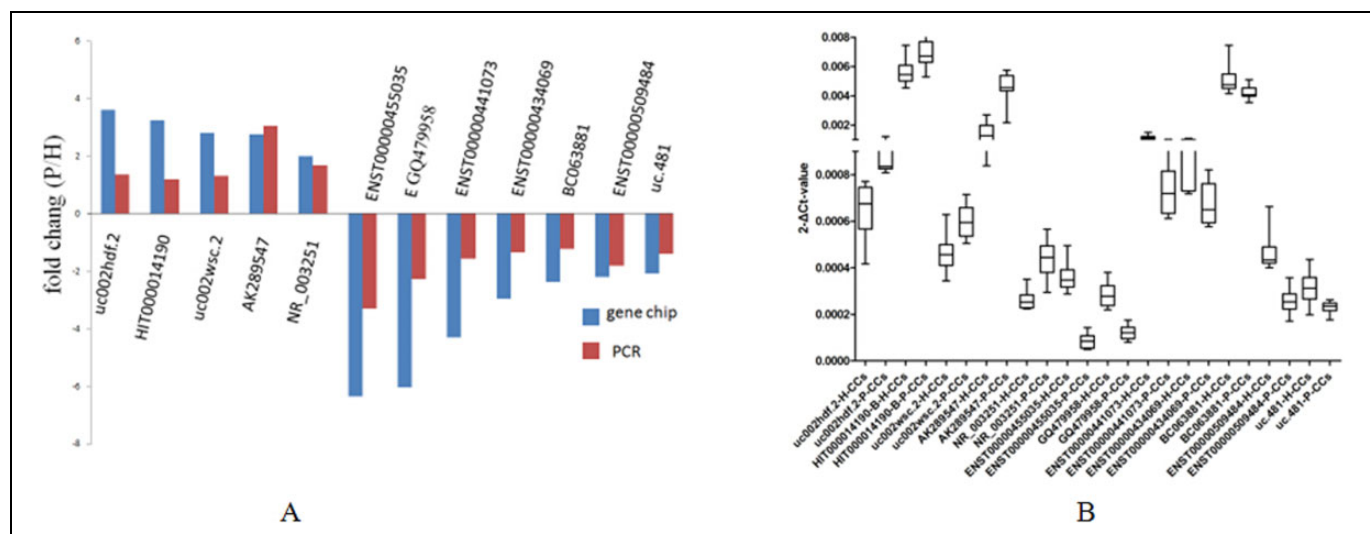 fold chang (P/H)
6
4
2
0
-2
-4
-6
-8
uc002hdf.2
HIT000014190
uc002wsc.2
AK289547
NR_003251
ENST00000455035
E GQ479958
ENST00000441073
ENST00000434069
BC063881
ENST00000509484
uc.481
gene chip
PCR
A
2-ΔCt-value
0.008
0.006
0.004
0.002
0.0008
0.0006
0.0004
0.0002
0.0000
uc002hdf.2-H-CCs
uc002hdf.2-P-CCs
HIT000014190-B-H-CCs
HIT000014190-B-P-CCs
uc002wsc.2-H-CCs
uc002wsc.2-P-CCs
AK289547-H-CCs
AK289547-P-CCs
NR_003251-H-CCs
NR_003251-P-CCs
ENST00000455035-H-CCs
ENST00000455035-P-CCs
GQ479958-H-CCs
GQ479958-P-CCs
ENST00000441073-H-CCs
ENST00000441073-P-CCs
ENST00000434069-H-CCs
ENST00000434069-P-CCs
BC063881-H-CCs
BC063881-P-CCs
ENST00000509484-H-CCs
ENST00000509484-P-CCs
uc.481-H-CCs
uc.481-P-CCs
B